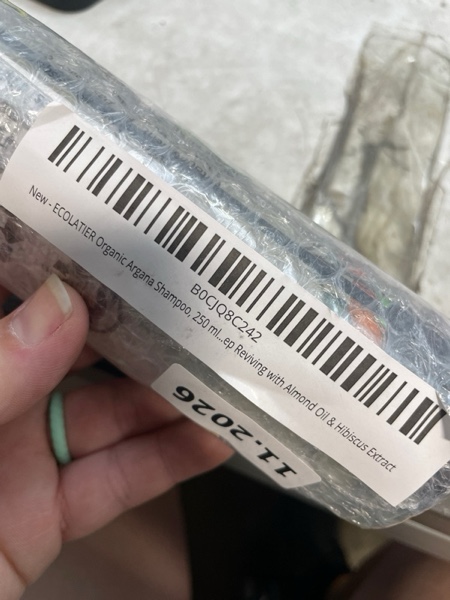 B0CJQ8C242
New - ECOLATIER Organic Argana Shampoo, 250 ml...ep Reviving with Almond Oil & Hibiscus Extract
11.2026